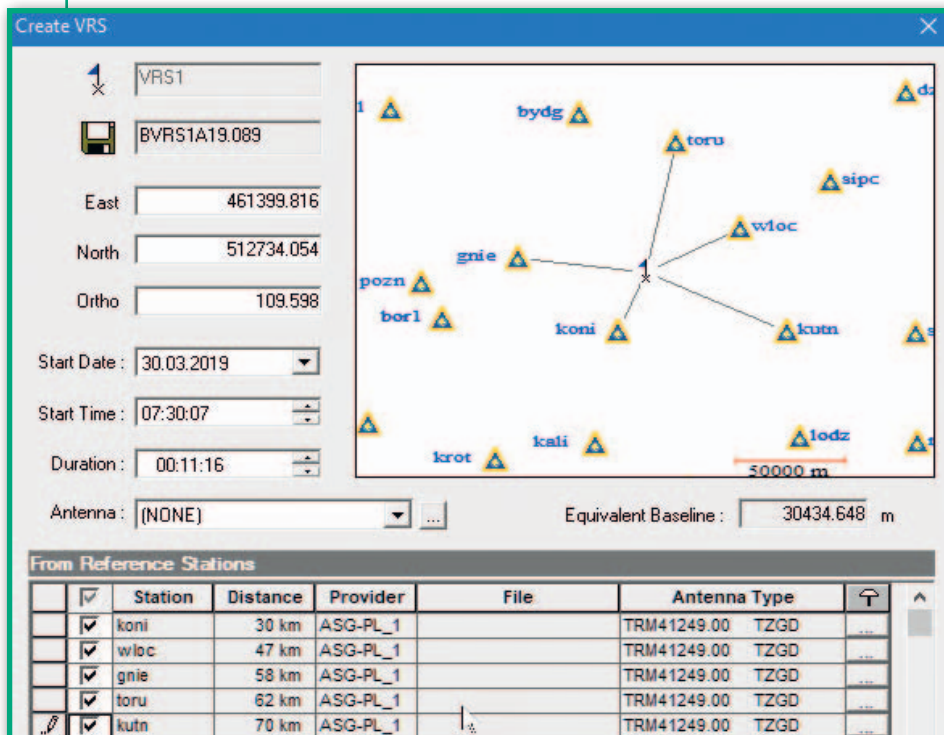 Create VRS
VRS1
BVRS1A19.089
East 461399.816
North 512734.054
Ortho 109.598
Start Date : 30.03.2019
Start Time : 07:30:07
Duration : 00:11:16
Antenna : (NONE) ...
1
bydg
dz
toru
sipc
wloc
gnie
pozn
borl
koni
kutn
s
krot
kali
lodz
50000 m
Equivalent Baseline : 30434.648 m
From Reference Stations
Station Distance Provider File Antenna Type
koni 30 km ASG-PL_1 TRM41249.00 TZGD ...
wloc 47 km ASG-PL_1 TRM41249.00 TZGD ...
gnie 58 km ASG-PL_1 TRM41249.00 TZGD ...
toru 62 km ASG-PL_1 TRM41249.00 TZGD ...
kutn 70 km ASG-PL_1 TRM41249.00 TZGD ...